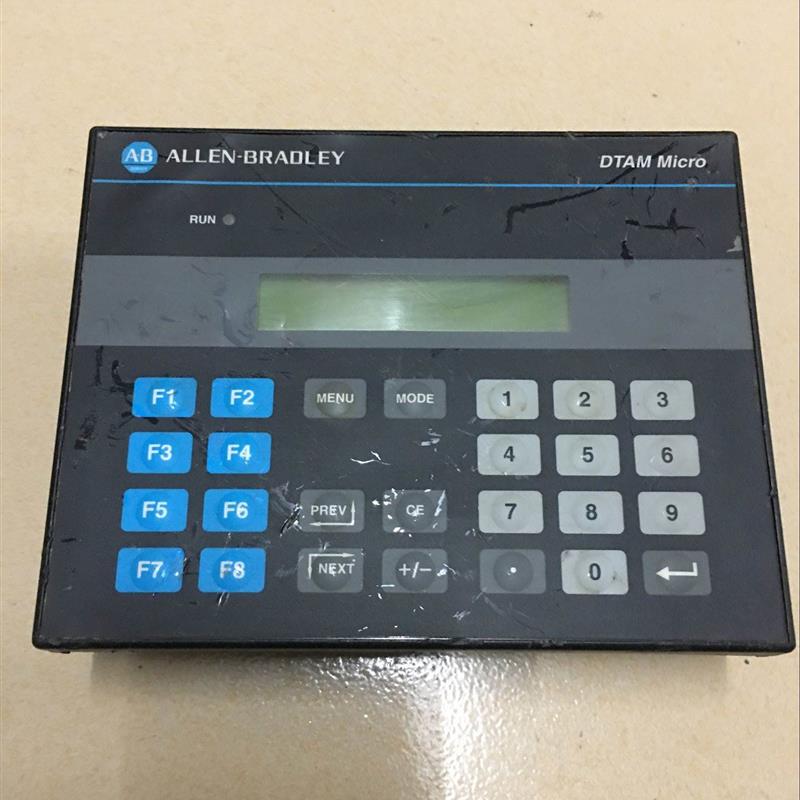 AB ALLEN-BRADLEY DTAM Micro
RUN
F1 F2 MENU MODE 1 2 3
F3 F4 4 5 6
F5 F6 PREV CE 7 8 9
F7 F8 NEXT +/− . 0